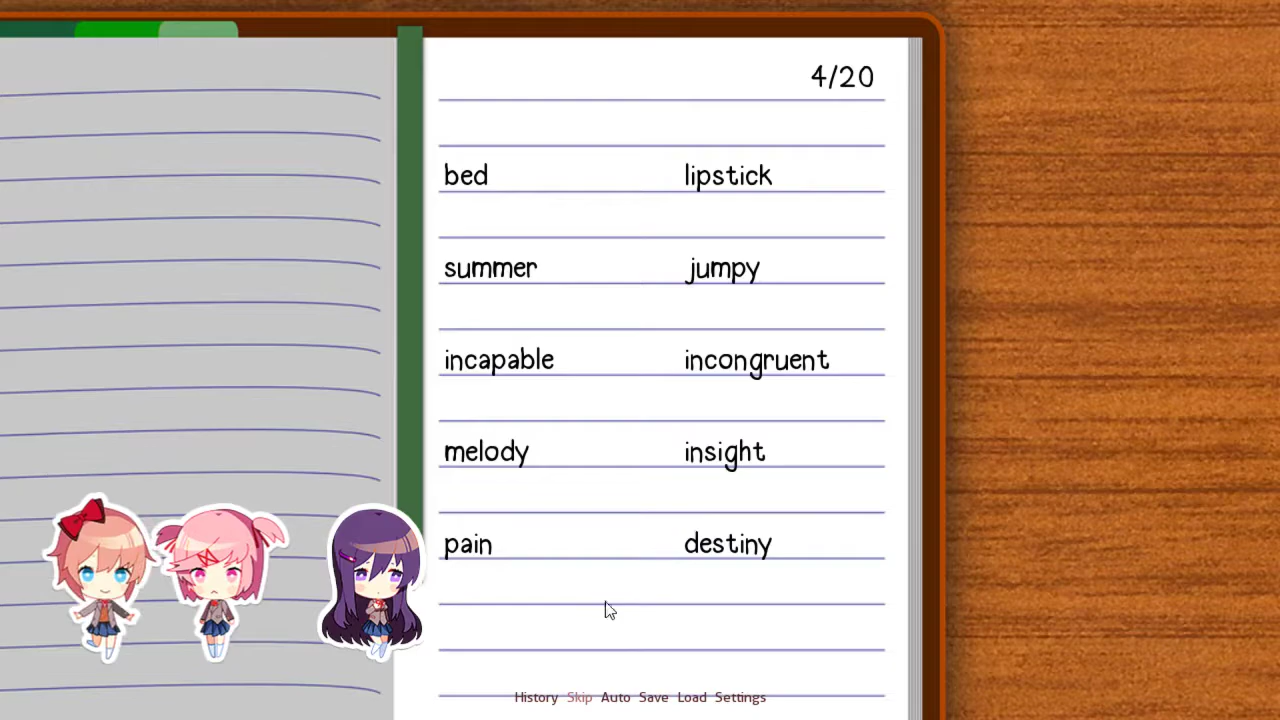 4/20
bed lipstick
summer jumpy
incapable incongruent
melody insight
pain destiny
History Skip Auto Save Load Settings